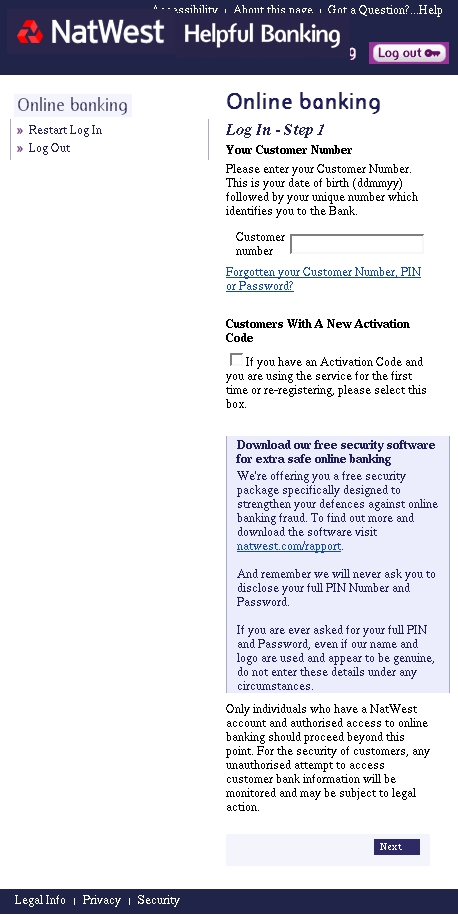 Accessibility | About this page | Got a Question?...Help
NatWest Helpful Banking
Log out
Online banking
» Restart Log In
» Log Out
Online banking
Log In - Step 1
Your Customer Number
Please enter your Customer Number.
This is your date of birth (ddmmyy)
followed by your unique number which
identifies you to the Bank.
Customer
number
Forgotten your Customer Number, PIN
or Password?
Customers With A New Activation
Code
If you have an Activation Code and
you are using the service for the first
time or re-registering, please select this
box.
Download our free security software
for extra safe online banking
We're offering you a free security
package specifically designed to
strengthen your defences against online
banking fraud. To find out more and
download the software visit
natwest.com/rapport.
And remember we will never ask you to
disclose your full PIN Number and
Password.
If you are ever asked for your full PIN
and Password, even if our name and
logo are used and appear to be genuine,
do not enter these details under any
circumstances.
Only individuals who have a NatWest
account and authorised access to online
banking should proceed beyond this
point. For the security of customers, any
unauthorised attempt to access
customer bank information will be
monitored and may be subject to legal
action.
Next
Legal Info | Privacy | Security